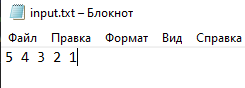 input.txt – Блокнот
Файл Правка Формат Вид Справка
5 4 3 2 1